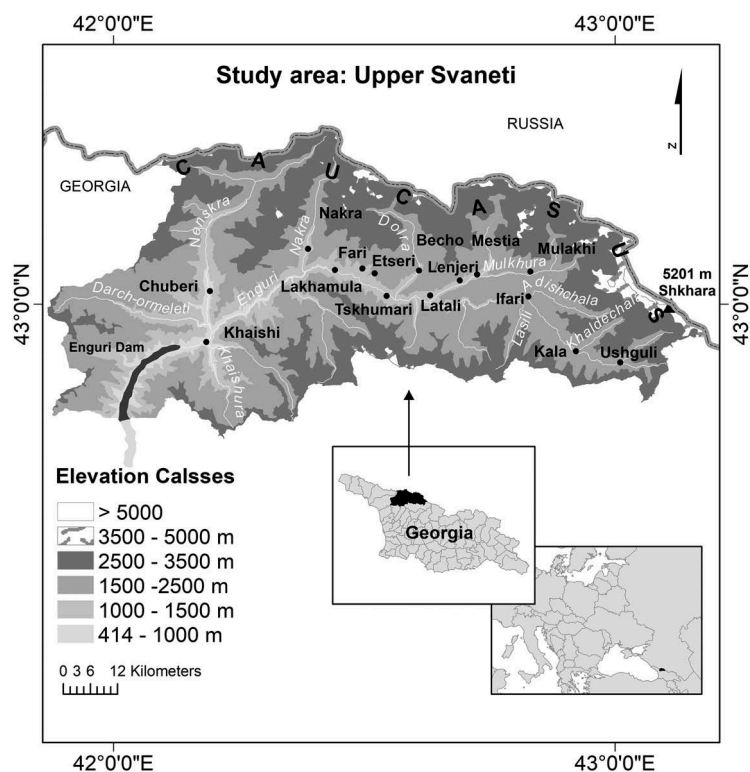 42°0'0"E
43°0'0"E
Study area: Upper Svaneti
RUSSIA
N
GEORGIA
CAUCASUS
Nenskra
Nakra
Nakra
Dolra
Becho
Mestia
Fari
Etseri
Lenjeri
Mulkhura
Mulakhi
Chuberi
Lakhamula
5201 m
Shkhara
43°0'0"N
43°0'0"N
Darch-ormeleti
Enguri
Tskhumari
Latali
Ifari
Adishchala
Khaishi
Lasili
Khaldechala
Enguri Dam
Khaishura
Kala
Ushguli
Elevation Calsses
> 5000
3500 - 5000 m
2500 - 3500 m
1500 -2500 m
1000 - 1500 m
414 - 1000 m
Georgia
0 3 6 12 Kilometers
42°0'0"E
43°0'0"E